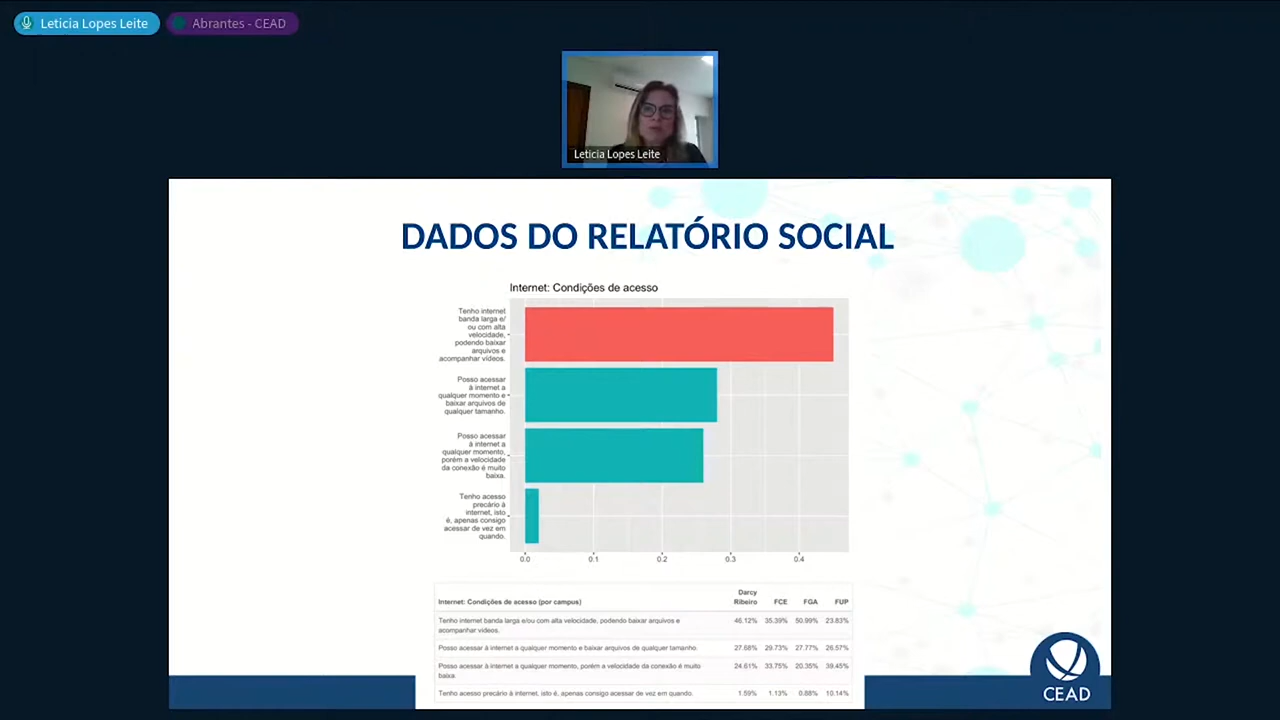 Leticia Lopes Leite
Abrantes - CEAD
Leticia Lopes Leite
DADOS DO RELATÓRIO SOCIAL
Internet: Condições de acesso
Tenho internet
banda larga e/
ou com alta
velocidade,
podendo baixar
arquivos e
acompanhar vídeos.
Posso acessar
à internet a
qualquer momento e
baixar arquivos de
qualquer tamanho.
Posso acessar
à internet a
qualquer momento,
porém a velocidade
da conexão é muito
baixa.
Tenho acesso
precário à
internet, isto
é, apenas consigo
acessar de vez em
quando.
0.0 0.1 0.2 0.3 0.4
Internet: Condições de acesso (por campus) Darcy Ribeiro FCE FGA FUP
Tenho internet banda larga e/ou com alta velocidade, podendo baixar arquivos e 46.12% 35.39% 50.99% 23.83%
acompanhar vídeos.
Posso acessar à internet a qualquer momento e baixar arquivos de qualquer tamanho. 27.68% 29.73% 27.77% 26.57%
Posso acessar à internet a qualquer momento, porém a velocidade da conexão é muito 24.61% 33.75% 20.35% 39.45%
baixa.
Tenho acesso precário à internet, isto é, apenas consigo acessar de vez em quando. 1.59% 1.13% 0.88% 10.14%
CEAD